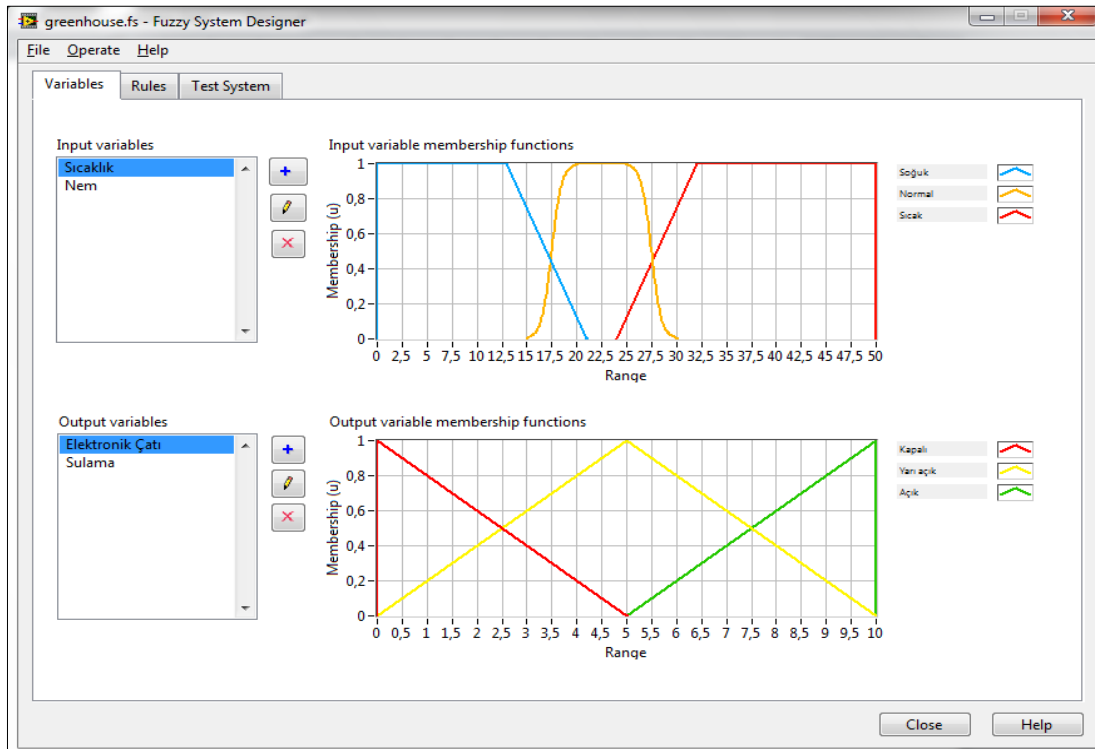 greenhouse.fs - Fuzzy System Designer
File Operate Help
Variables Rules Test System
Input variables
Sıcaklık
Nem
Input variable membership functions
Membership (u)
1
0,8
0,6
0,4
0,2
0
0 2,5 5 7,5 10 12,5 15 17,5 20 22,5 25 27,5 30 32,5 35 37,5 40 42,5 45 47,5 50
Range
Soğuk
Normal
Sıcak
Output variables
Elektronik Çatı
Sulama
Output variable membership functions
Membership (u)
1
0,8
0,6
0,4
0,2
0
0 0,5 1 1,5 2 2,5 3 3,5 4 4,5 5 5,5 6 6,5 7 7,5 8 8,5 9 9,5 10
Range
Kapalı
Yarı açık
Açık
Close Help